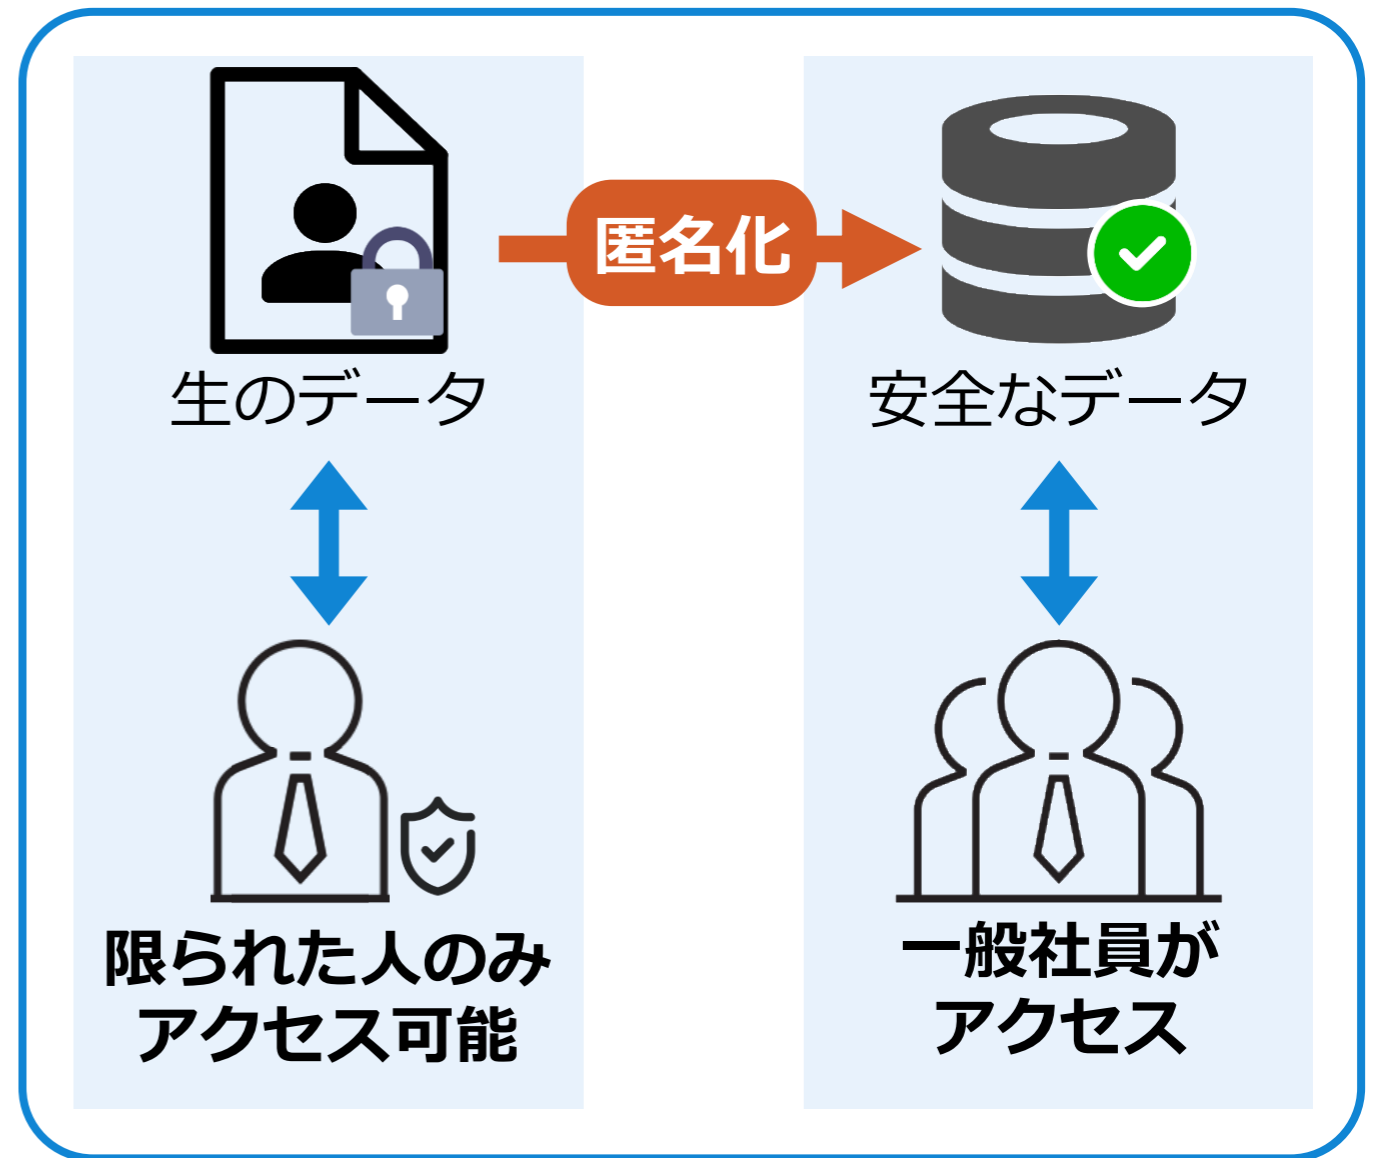 匿名化
生のデータ
安全なデータ
限られた人のみ
アクセス可能
一般社員が
アクセス